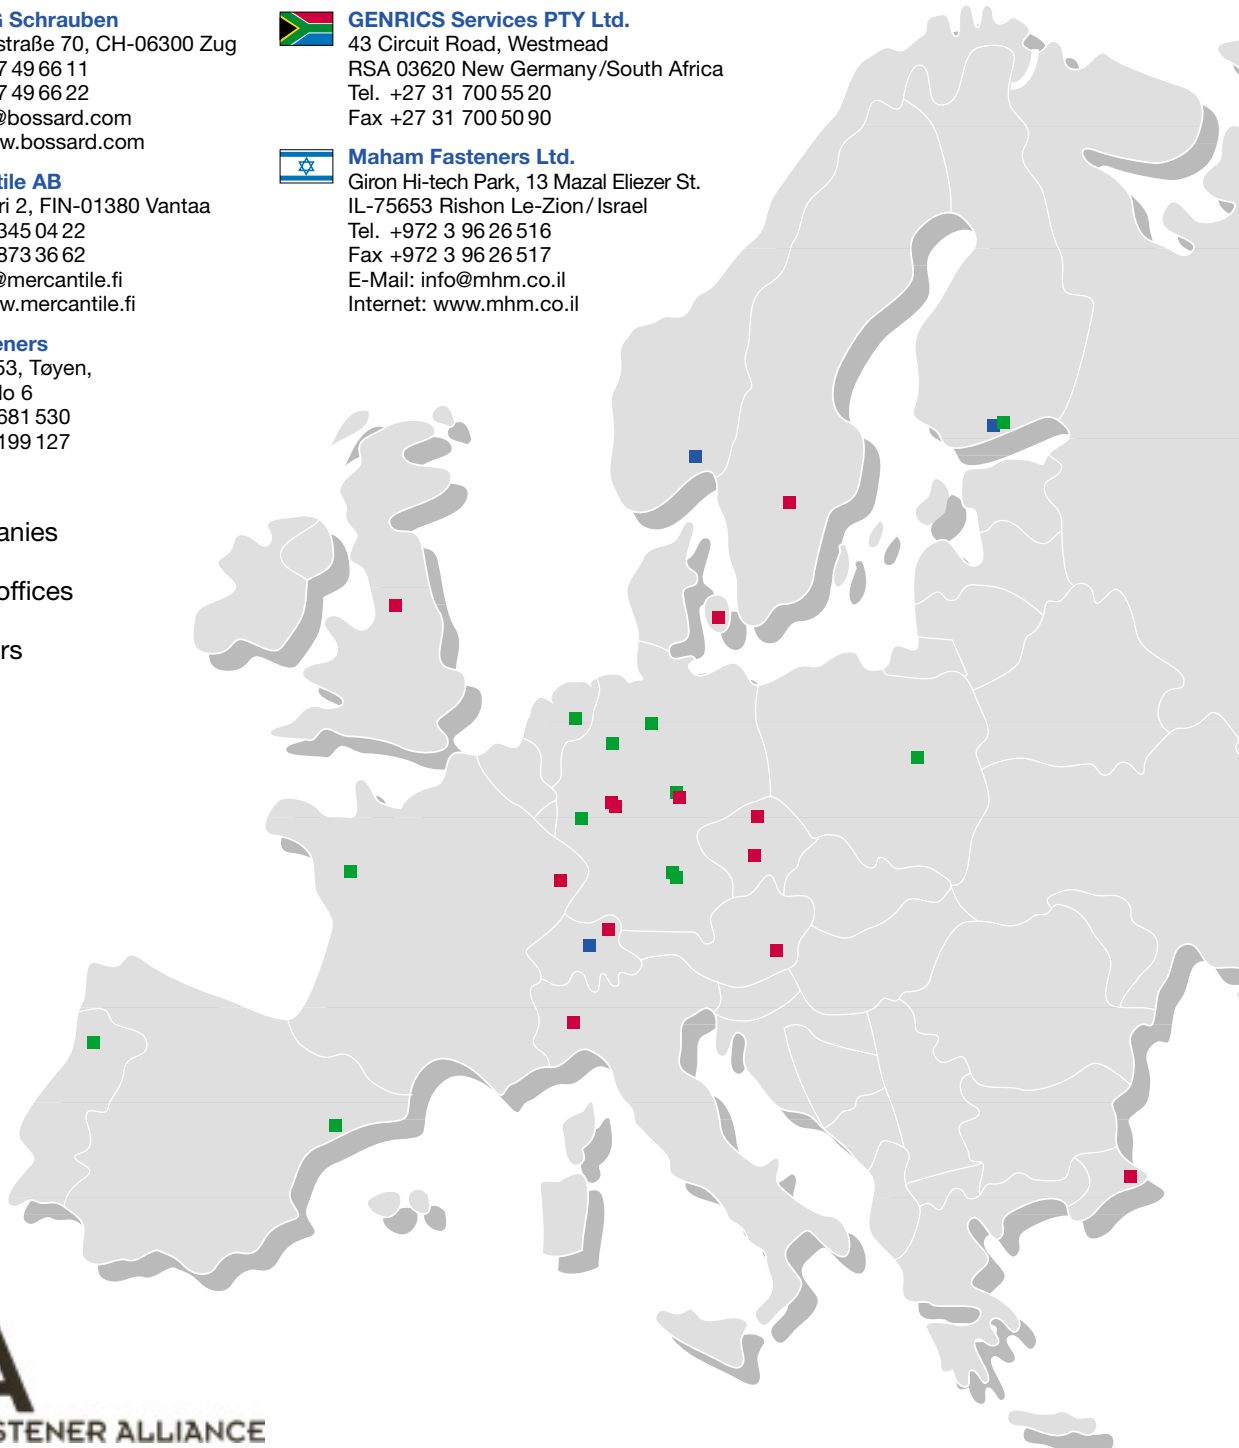 G Schrauben
straße 70, CH-06300 Zug
7 49 66 11
7 49 66 22
@bossard.com
w.bossard.com
tile AB
ri 2, FIN-01380 Vantaa
345 04 22
873 36 62
@mercantile.fi
w.mercantile.fi
eners
53, Tøyen,
lo 6
681 530
199 127
anies
offices
rs
GENRICS Services PTY Ltd.
43 Circuit Road, Westmead
RSA 03620 New Germany/South Africa
Tel. +27 31 700 55 20
Fax +27 31 700 50 90
Maham Fasteners Ltd.
Giron Hi-tech Park, 13 Mazal Eliezer St.
IL-75653 Rishon Le-Zion/Israel
Tel. +972 3 96 26 516
Fax +972 3 96 26 517
E-Mail: info@mhm.co.il
Internet: www.mhm.co.il
A
STENER ALLIANCE